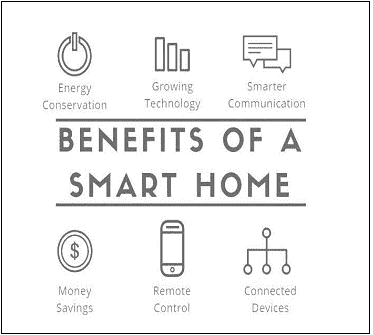 Energy
Conservation
Growing
Technology
Smarter
Communication
BENEFITS OF A
SMART HOME
$
Money
Savings
Remote
Control
Connected
Devices